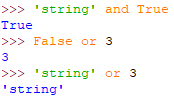 >>> 'string' and True
True
>>> False or 3
3
>>> 'string' or 3
'string'